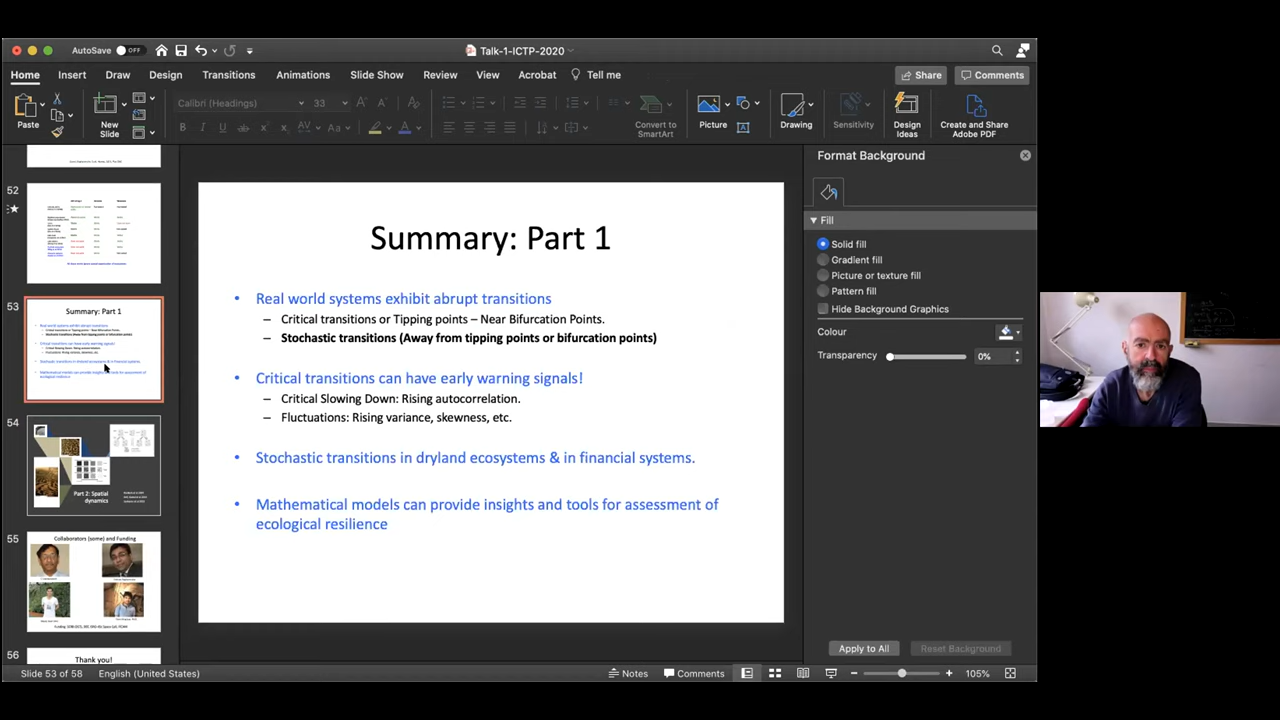 AutoSave OFF
Talk-1-ICTP-2020
Home Insert Draw Design Transitions Animations Slide Show Review View Acrobat Tell me
Share Comments
Paste
New
Slide
Calibri (Headings) 33
Convert to
SmartArt
Picture
Drawing
Sensitivity
Design
Ideas
Create and Share
Adobe PDF
52
53
Summary: Part 1
54
Part 2: Spatial
dynamics
55
Collaborators (some) and Funding
56
Thank you!
Summary: Part 1
• Real world systems exhibit abrupt transitions
– Critical transitions or Tipping points – Near Bifurcation Points.
– Stochastic transitions (Away from tipping points or bifurcation points)
• Critical transitions can have early warning signals!
– Critical Slowing Down: Rising autocorrelation.
– Fluctuations: Rising variance, skewness, etc.
• Stochastic transitions in dryland ecosystems & in financial systems.
• Mathematical models can provide insights and tools for assessment of
ecological resilience
Format Background
Fill
Solid fill
Gradient fill
Picture or texture fill
Pattern fill
Hide Background Graphics
Colour
Transparency 0%
Apply to All Reset Background
Slide 53 of 58 English (United States) Notes Comments 105%